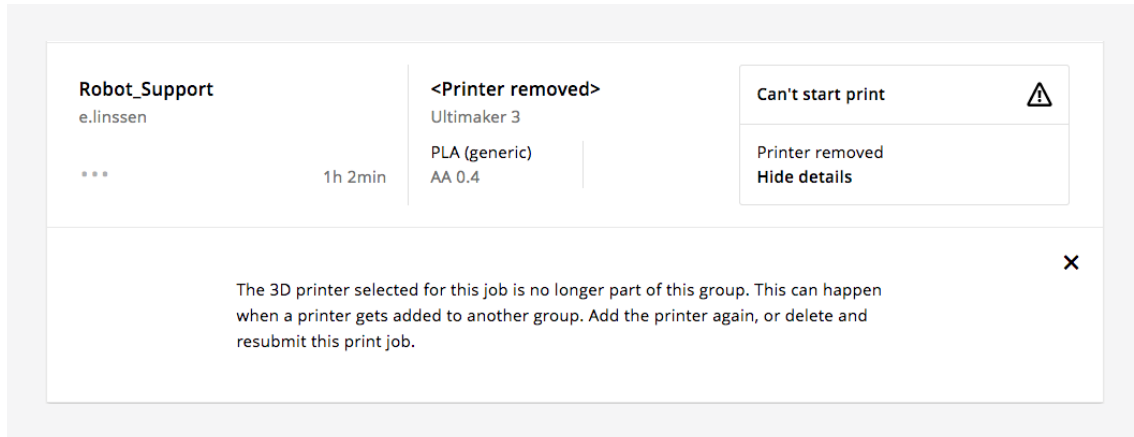 Robot_Support
e.linssen
1h 2min
<Printer removed>
Ultimaker 3
PLA (generic)
AA 0.4
Can't start print
Printer removed
Hide details
The 3D printer selected for this job is no longer part of this group. This can happen
when a printer gets added to another group. Add the printer again, or delete and
resubmit this print job.